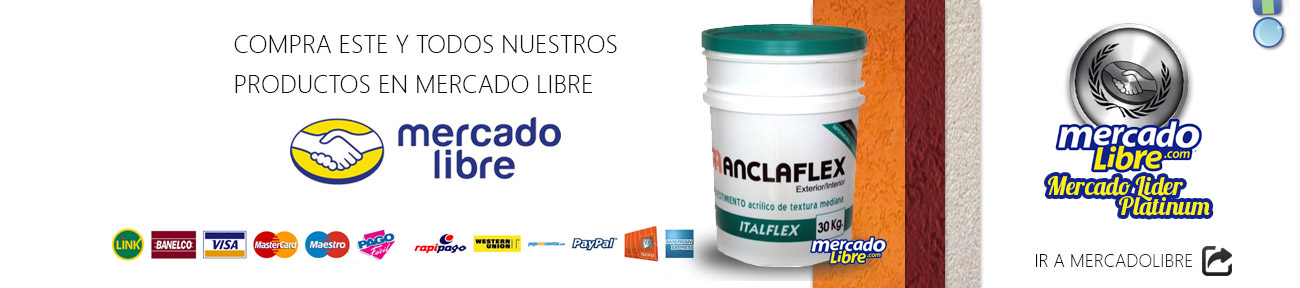 COMPRA ESTE Y TODOS NUESTROS
PRODUCTOS EN MERCADO LIBRE
mercado
libre
LINK
BANELCO
VISA
MasterCard
Maestro
PAGO
fácil
rapipago
WESTERN
UNION
PayPal
ANCLAFLEX
Exterior/Interior
ESTIMIENTO acrílico de textura mediana
30 Kg.
ITALFLEX
mercado
Libre.com
mercado
Libre.com
Mercado Lider
Platinum
IR A MERCADOLIBRE